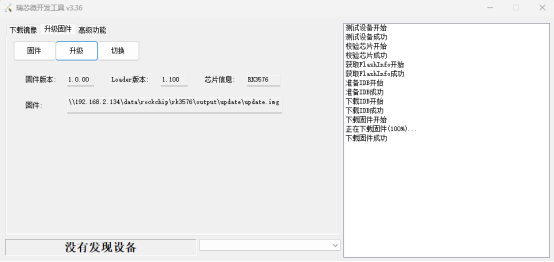 瑞芯微开发工具 v3.36
下载镜像 升级固件 高级功能
固件 升级 切换
固件版本: 1.0.00 Loader版本: 1.100 芯片信息: RK3576
固件: \\192.168.2.134\data\rockchip\rk3576\output\update\update.img
测试设备开始
测试设备成功
校验芯片开始
校验芯片成功
获取FlashInfo开始
获取FlashInfo成功
准备IDB开始
准备IDB成功
下载IDB开始
下载IDB成功
下载固件开始
正在下载固件(100%)...
下载固件成功
没有发现设备